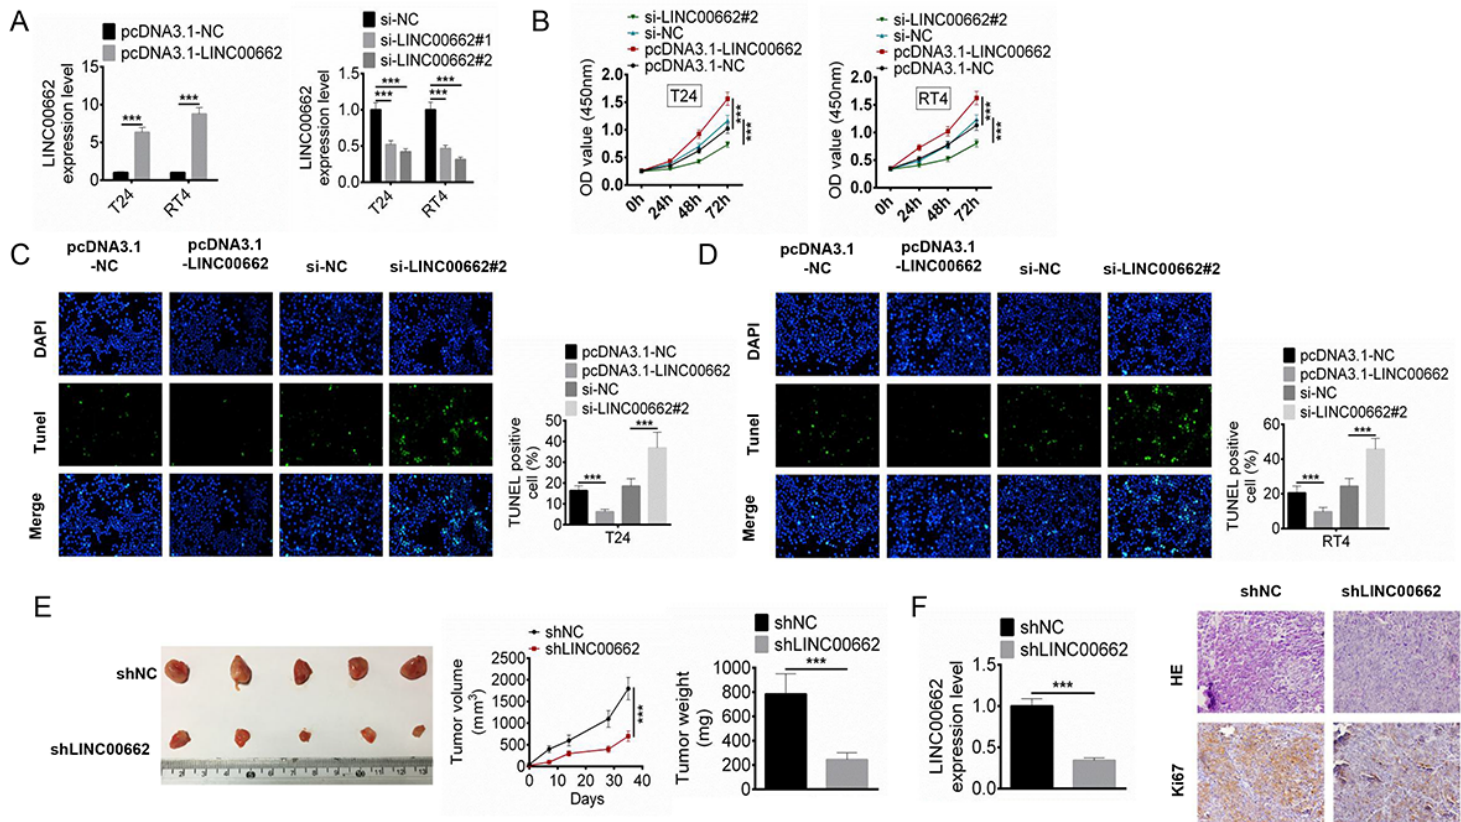 A
pcDNA3.1-NC
pcDNA3.1-LINC00662
LINC00662
expression level
15
10
5
0
***
***
T24
RT4
si-NC
si-LINC00662#1
si-LINC00662#2
LINC00662
expression level
1.5
1.0
0.5
0.0
***
***
***
***
T24
RT4
B
si-LINC00662#2
si-NC
pcDNA3.1-LINC00662
pcDNA3.1-NC
OD value (450nm)
2.0
1.5
1.0
0.5
0.0
T24
***
***
0h
24h
48h
72h
si-LINC00662#2
si-NC
pcDNA3.1-LINC00662
pcDNA3.1-NC
OD value (450nm)
2.0
1.5
1.0
0.5
0.0
RT4
***
***
0h
24h
48h
72h
C
pcDNA3.1
-NC
pcDNA3.1
-LINC00662
si-NC
si-LINC00662#2
DAPI
Tunel
Merge
pcDNA3.1-NC
pcDNA3.1-LINC00662
si-NC
si-LINC00662#2
TUNEL positive
cell (%)
50
40
30
20
10
0
***
***
T24
D
pcDNA3.1
-NC
pcDNA3.1
-LINC00662
si-NC
si-LINC00662#2
DAPI
Tunel
Merge
pcDNA3.1-NC
pcDNA3.1-LINC00662
si-NC
si-LINC00662#2
TUNEL positive
cell (%)
60
40
20
0
***
***
RT4
E
shNC
shLINC00662
shNC
shLINC00662
Tumor volume
(mm³)
2500
2000
1500
1000
500
0
***
0 10 20 30 40
Days
shNC
shLINC00662
Tumor weight
(mg)
1000
800
600
400
200
0
***
F
shNC
shLINC00662
LINC00662
expression level
1.5
1.0
0.5
0.0
***
shNC
shLINC00662
HE
Ki67